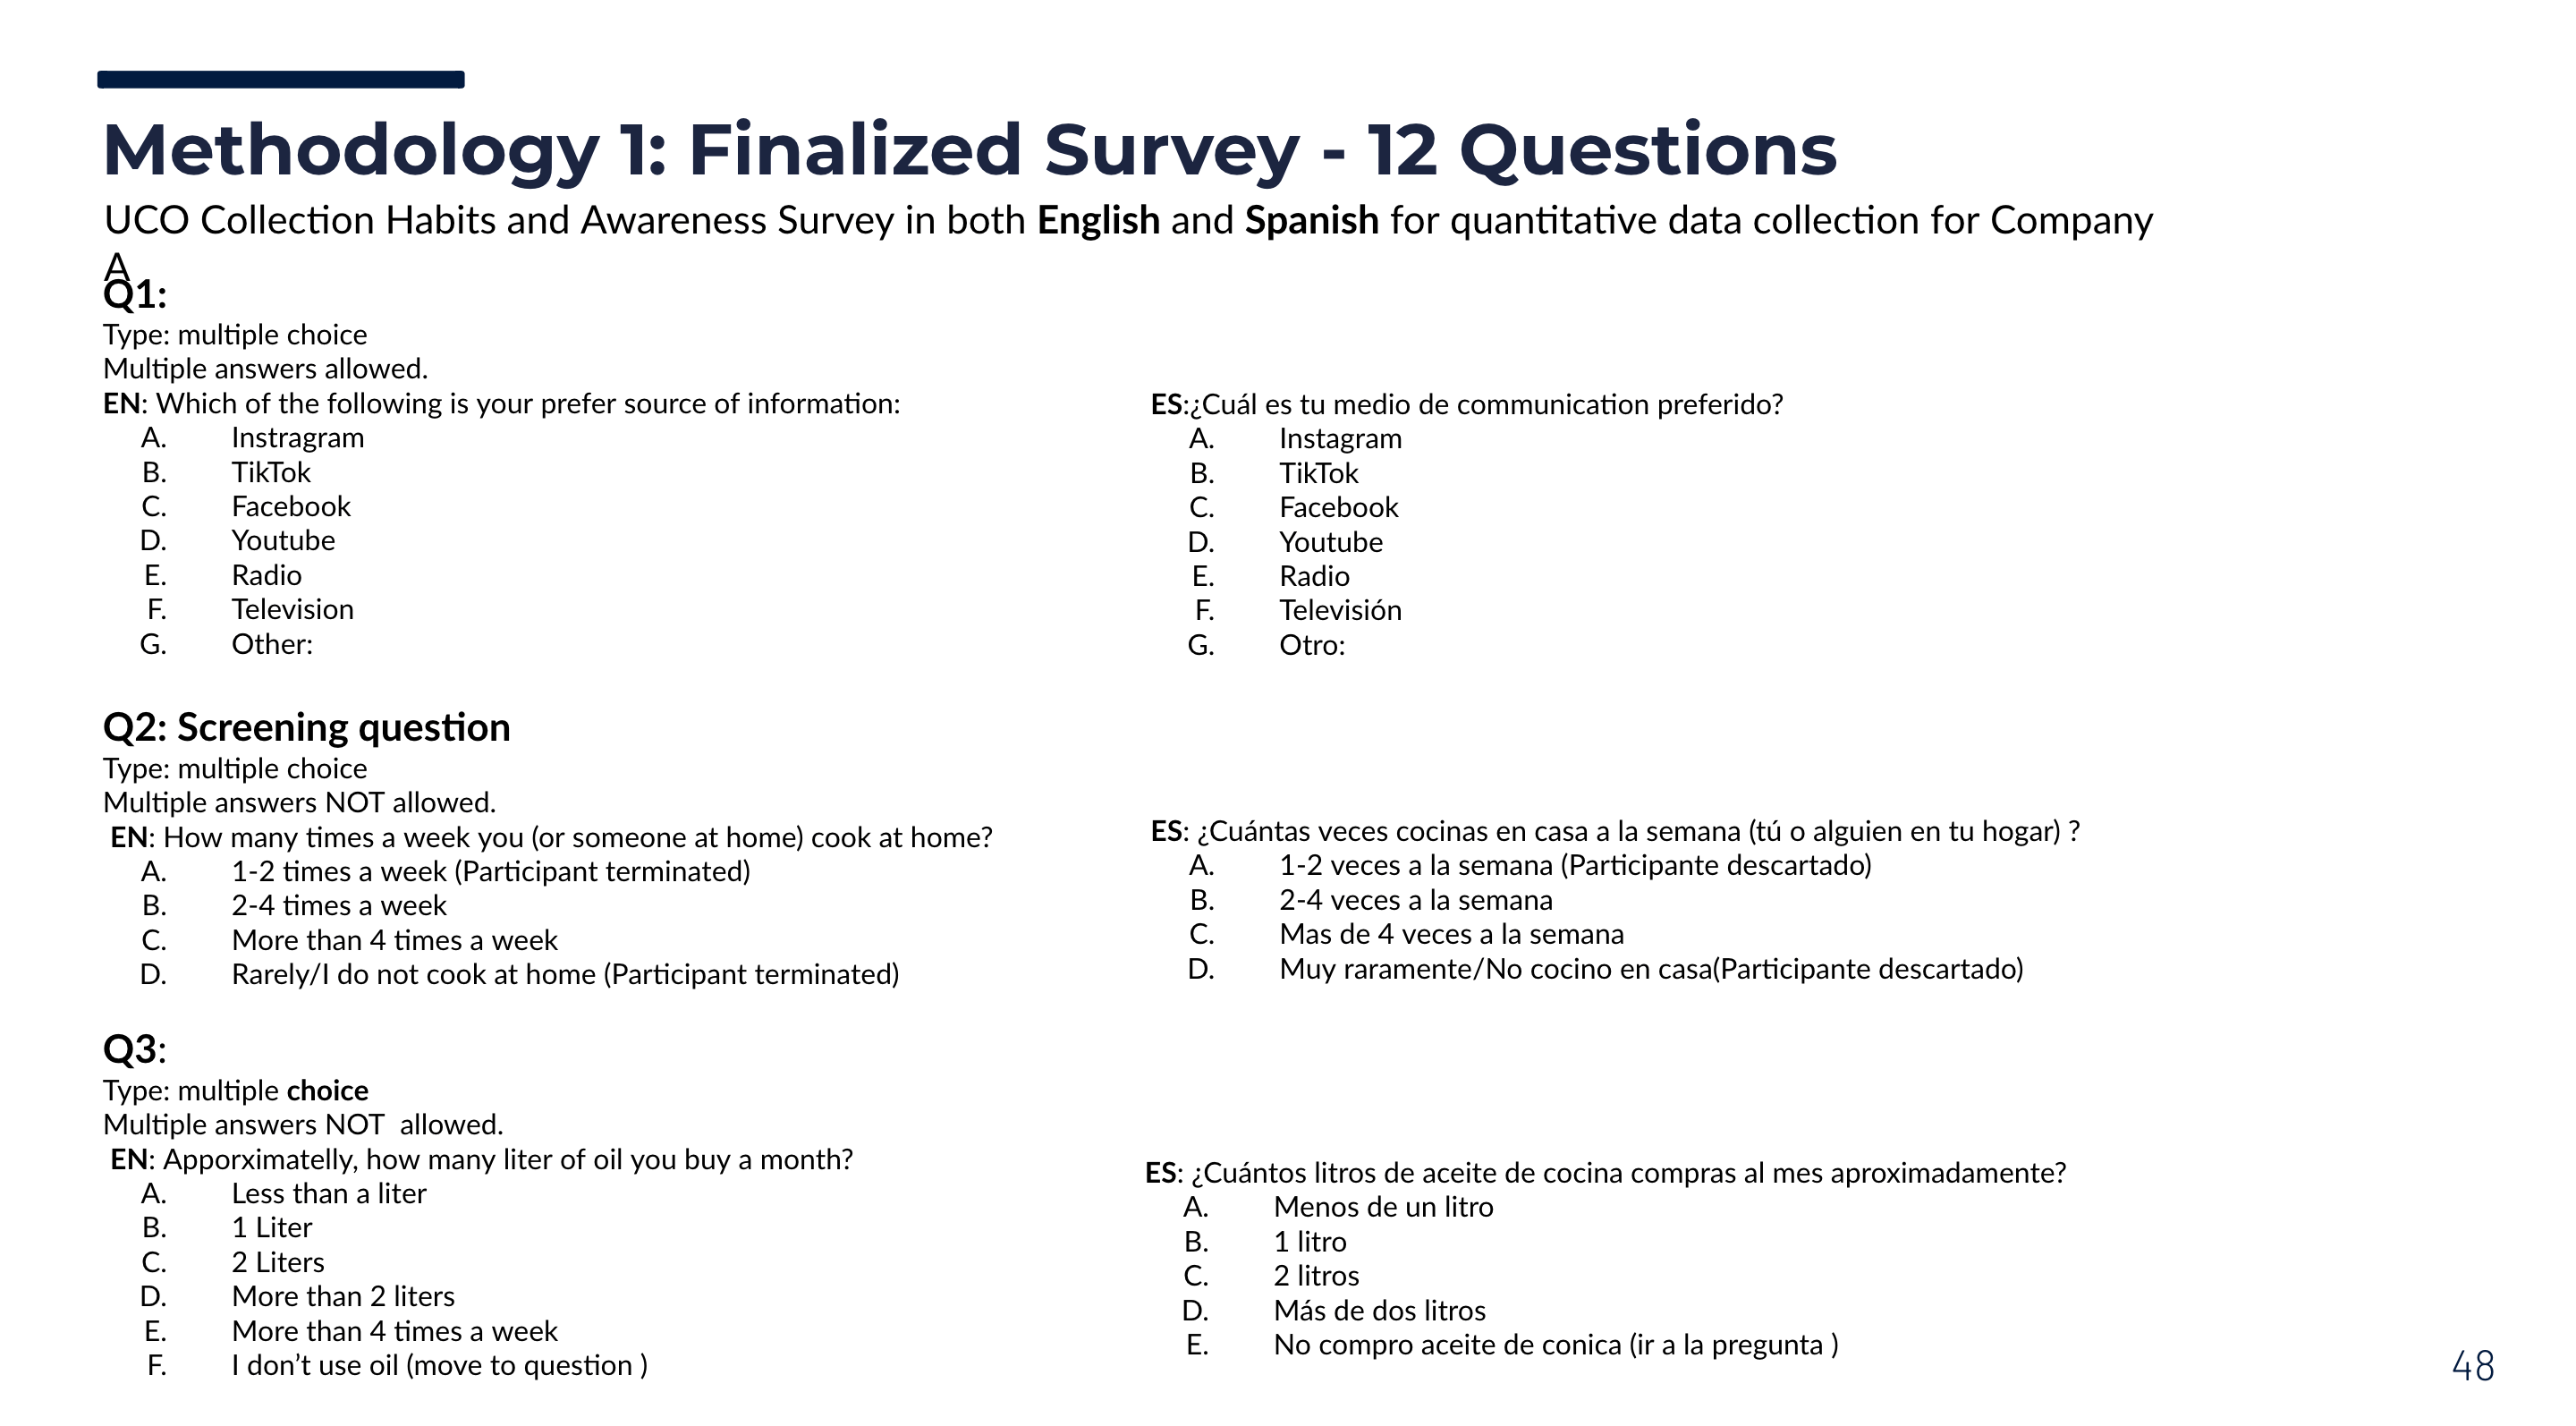 Methodology 1: Finalized Survey - 12 Questions
UCO Collection Habits and Awareness Survey in both English and Spanish for quantitative data collection for Company
A
Q1:
Type: multiple choice
Multiple answers allowed.
EN: Which of the following is your prefer source of information:
A. Instragram
B. TikTok
C. Facebook
D. Youtube
E. Radio
F. Television
G. Other:
ES:¿Cuál es tu medio de communication preferido?
A. Instagram
B. TikTok
C. Facebook
D. Youtube
E. Radio
F. Televisión
G. Otro:
Q2: Screening question
Type: multiple choice
Multiple answers NOT allowed.
EN: How many times a week you (or someone at home) cook at home?
A. 1-2 times a week (Participant terminated)
B. 2-4 times a week
C. More than 4 times a week
D. Rarely/I do not cook at home (Participant terminated)
ES: ¿Cuántas veces cocinas en casa a la semana (tú o alguien en tu hogar) ?
A. 1-2 veces a la semana (Participante descartado)
B. 2-4 veces a la semana
C. Mas de 4 veces a la semana
D. Muy raramente/No cocino en casa(Participante descartado)
Q3:
Type: multiple choice
Multiple answers NOT  allowed.
EN: Apporximatelly, how many liter of oil you buy a month?
A. Less than a liter
B. 1 Liter
C. 2 Liters
D. More than 2 liters
E. More than 4 times a week
F. I don’t use oil (move to question )
ES: ¿Cuántos litros de aceite de cocina compras al mes aproximadamente?
A. Menos de un litro
B. 1 litro
C. 2 litros
D. Más de dos litros
E. No compro aceite de conica (ir a la pregunta )
48